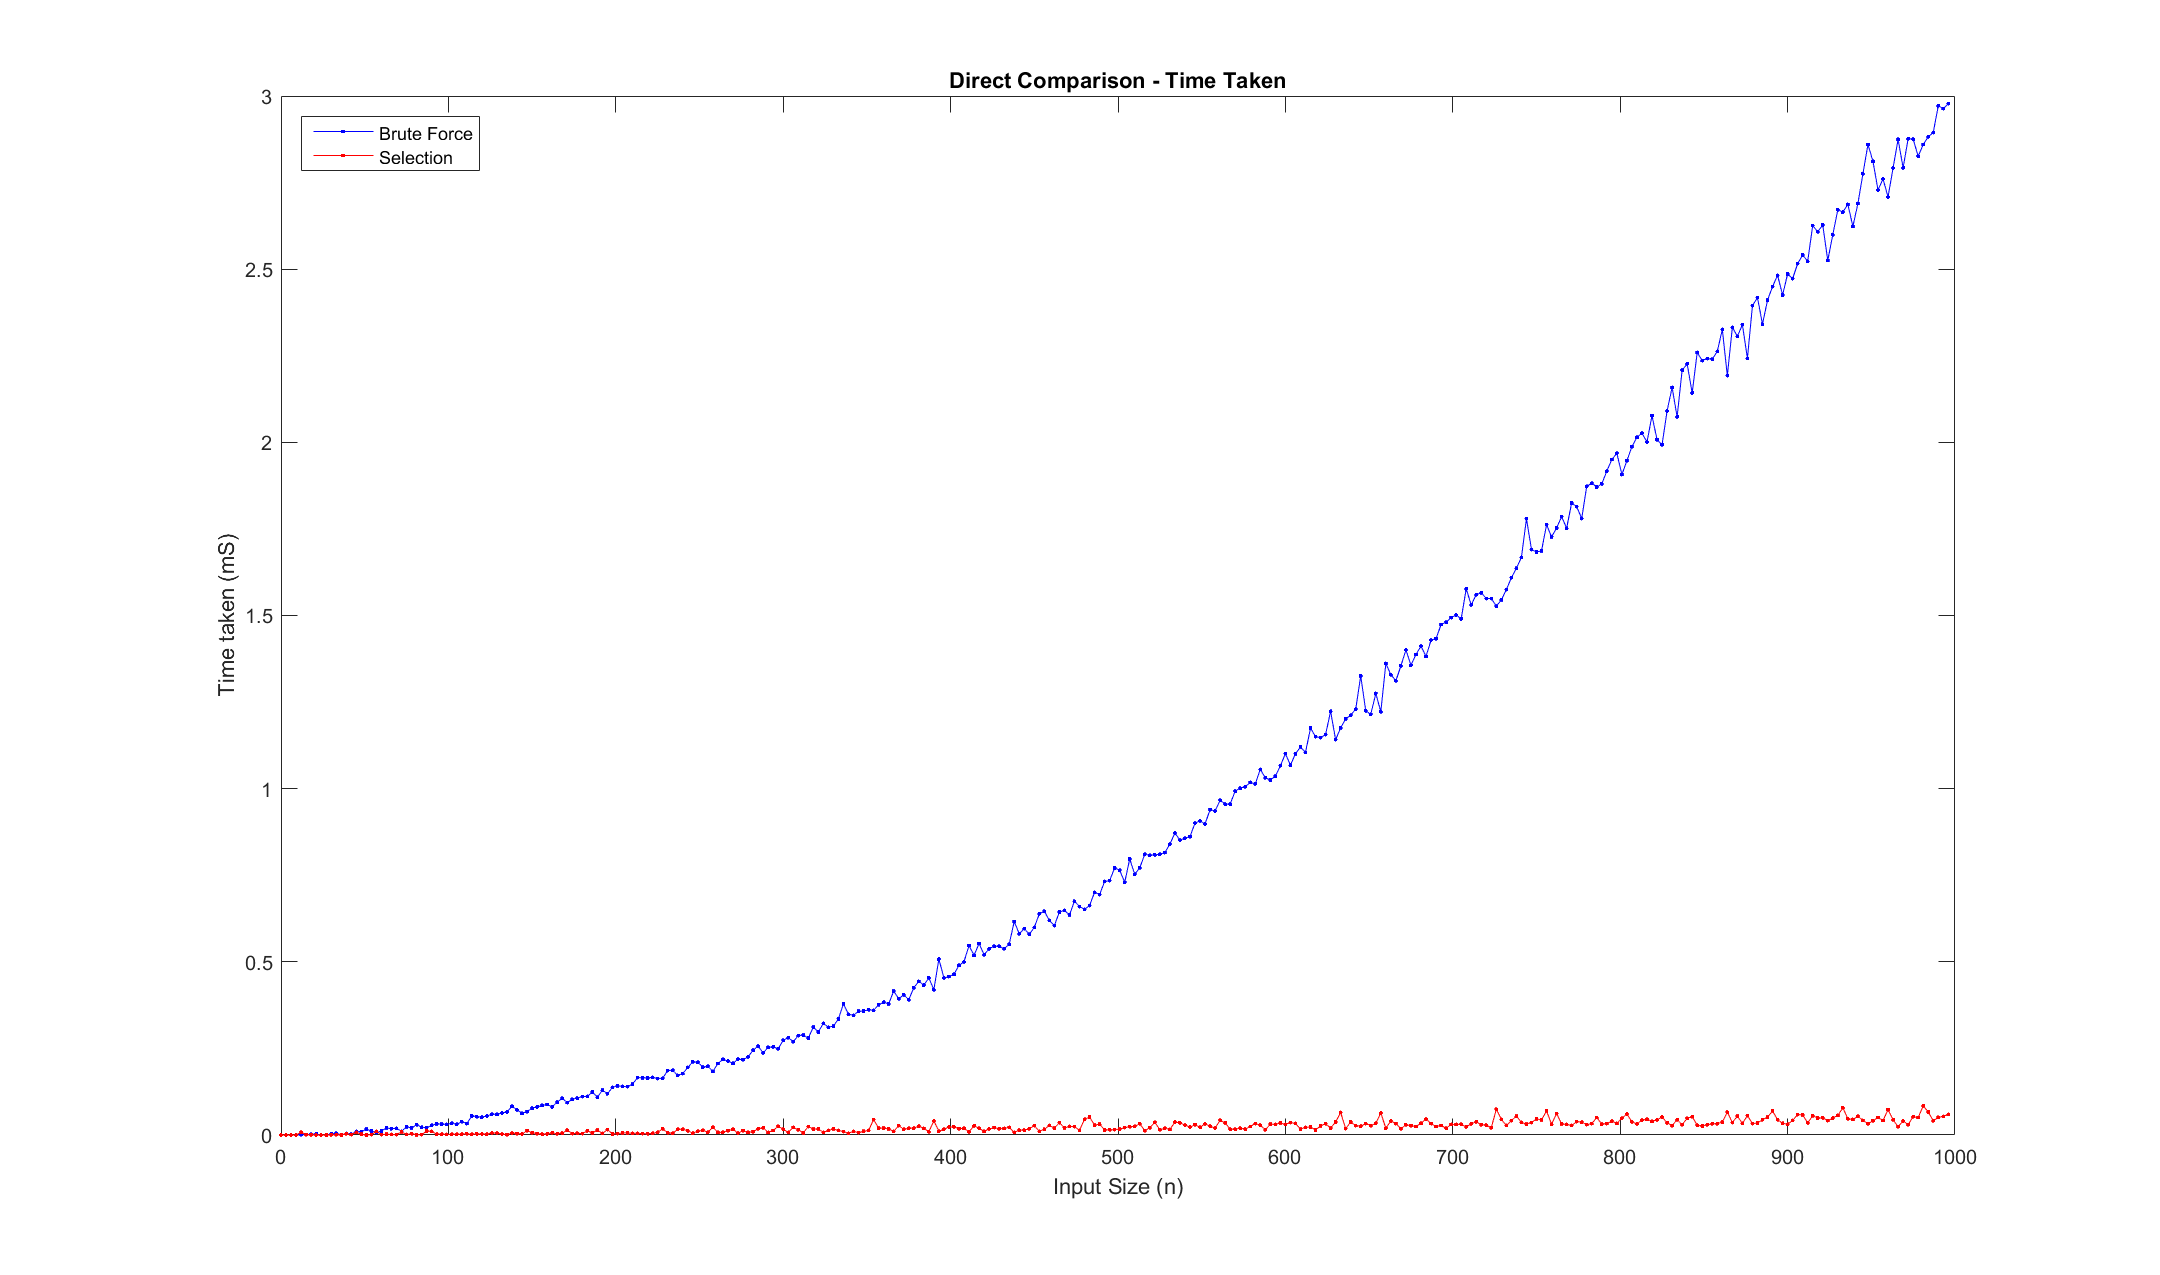 Direct Comparison - Time Taken
Brute Force
Selection
3
2.5
2
1.5
1
0.5
0
Time taken (mS)
0 100 200 300 400 500 600 700 800 900 1000
Input Size (n)